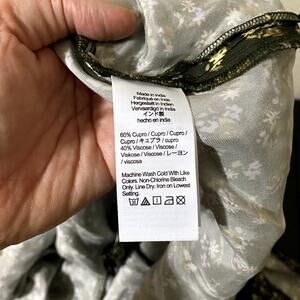 Made in India
Fabriqué en Inde
Hergestellt in Indien
Vervaardigd in India
インド製
hecho en india
60% Cupro / Cupro / Cupro /
Cupro / キュプラ / cupro
40% Viscose / Viscose /
Viskose / Viscose / レーヨン
/ viscosa
Machine Wash Cold With Like
Colors. Non-Chlorine Bleach
Only. Line Dry. Iron on Lowest
Setting.